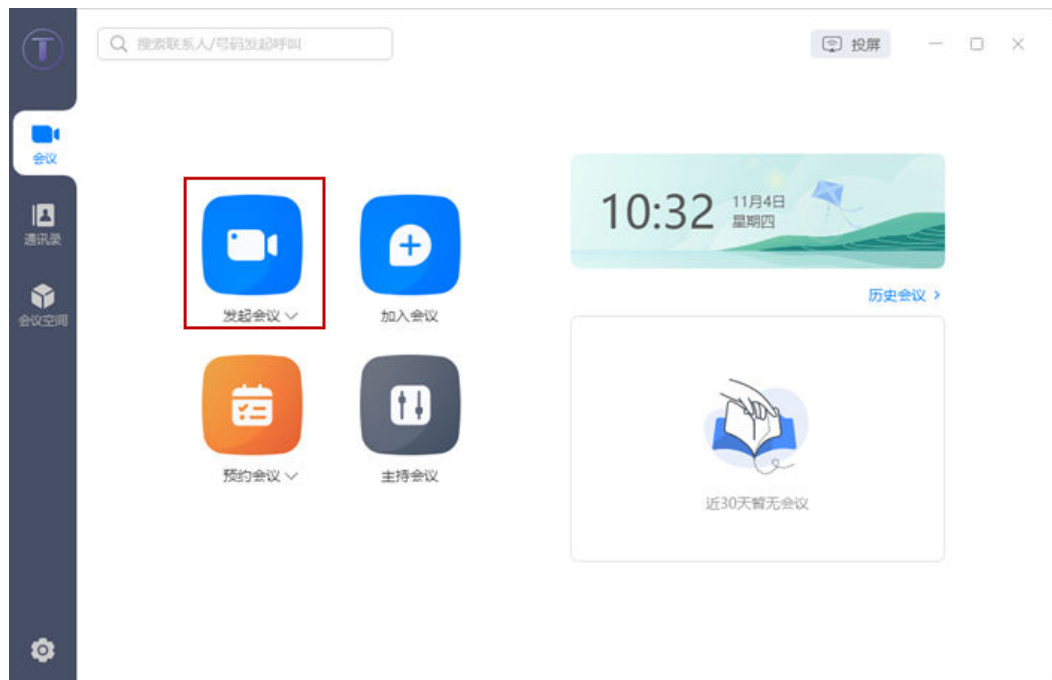 T
搜索联系人/号码发起呼叫
投屏
会议
通讯录
会议空间
发起会议
加入会议
预约会议
主持会议
10:32
11月4日
星期四
历史会议
近30天暂无会议